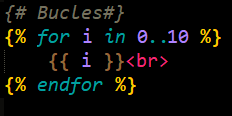 {# Bucles#}
{% for i in 0..10 %}
    {{ i }}<br>
{% endfor %}